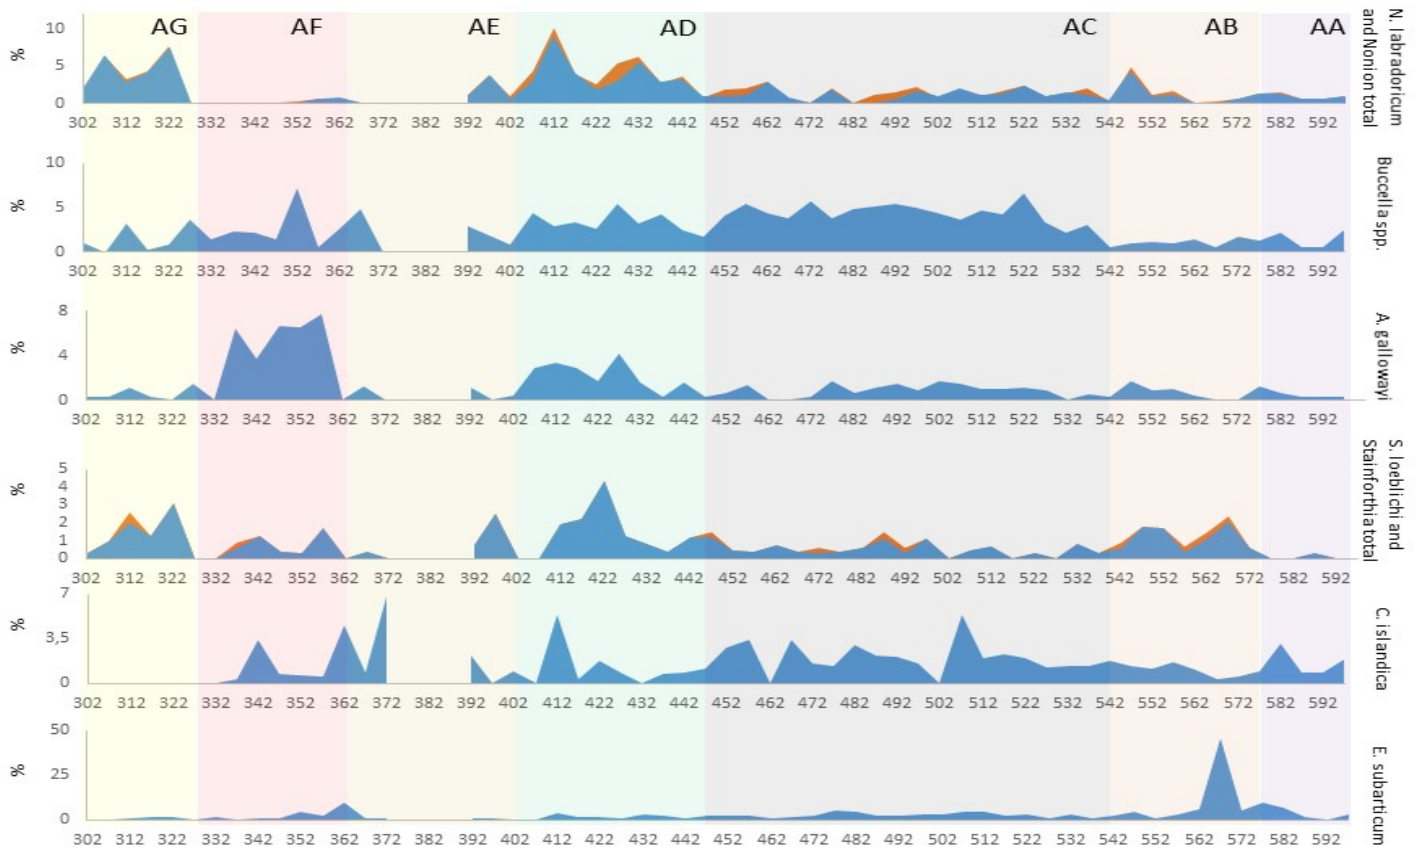 AG AF AE AD AC AB AA
10
5
0
%
302 312 322 332 342 352 362 372 382 392 402 412 422 432 442 452 462 472 482 492 502 512 522 532 542 552 562 572 582 592
N. labradoricum
and Nonion total
10
5
0
%
302 312 322 332 342 352 362 372 382 392 402 412 422 432 442 452 462 472 482 492 502 512 522 532 542 552 562 572 582 592
Buccella spp.
8
4
0
%
302 312 322 332 342 352 362 372 382 392 402 412 422 432 442 452 462 472 482 492 502 512 522 532 542 552 562 572 582 592
A. gallowayi
5
4
3
2
1
0
%
302 312 322 332 342 352 362 372 382 392 402 412 422 432 442 452 462 472 482 492 502 512 522 532 542 552 562 572 582 592
S. loeblichi and
Stainforthia total
7
3,5
0
%
302 312 322 332 342 352 362 372 382 392 402 412 422 432 442 452 462 472 482 492 502 512 522 532 542 552 562 572 582 592
C. islandica
50
25
0
%
302 312 322 332 342 352 362 372 382 392 402 412 422 432 442 452 462 472 482 492 502 512 522 532 542 552 562 572 582 592
E. subarticum